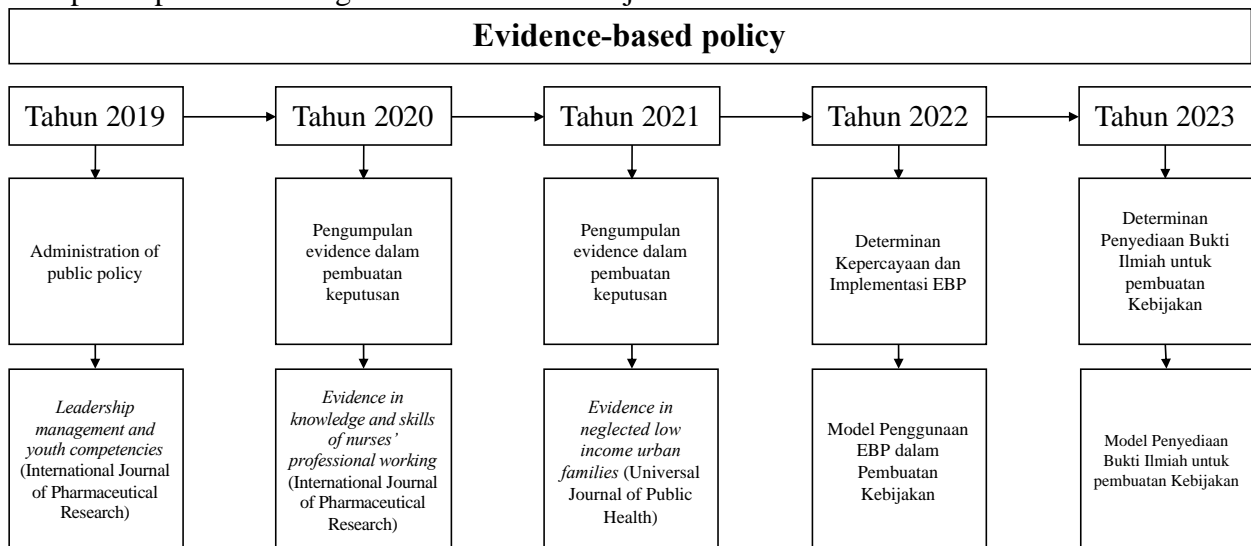 Evidence-based policy
Tahun 2019
Tahun 2020
Tahun 2021
Tahun 2022
Tahun 2023
Administration of
public policy
Pengumpulan
evidence dalam
pembuatan
keputusan
Pengumpulan
evidence dalam
pembuatan
keputusan
Determinan
Kepercayaan dan
Implementasi EBP
Determinan
Penyediaan Bukti
Ilmiah untuk
pembuatan
Kebijakan
Leadership
management and
youth competencies
(International Journal
of Pharmaceutical
Research)
Evidence in
knowledge and skills
of nurses’
professional working
(International Journal
of Pharmaceutical
Research)
Evidence in
neglected low
income urban
families (Universal
Journal of Public
Health)
Model Penggunaan
EBP dalam
Pembuatan
Kebijakan
Model Penyediaan
Bukti Ilmiah untuk
pembuatan Kebijakan